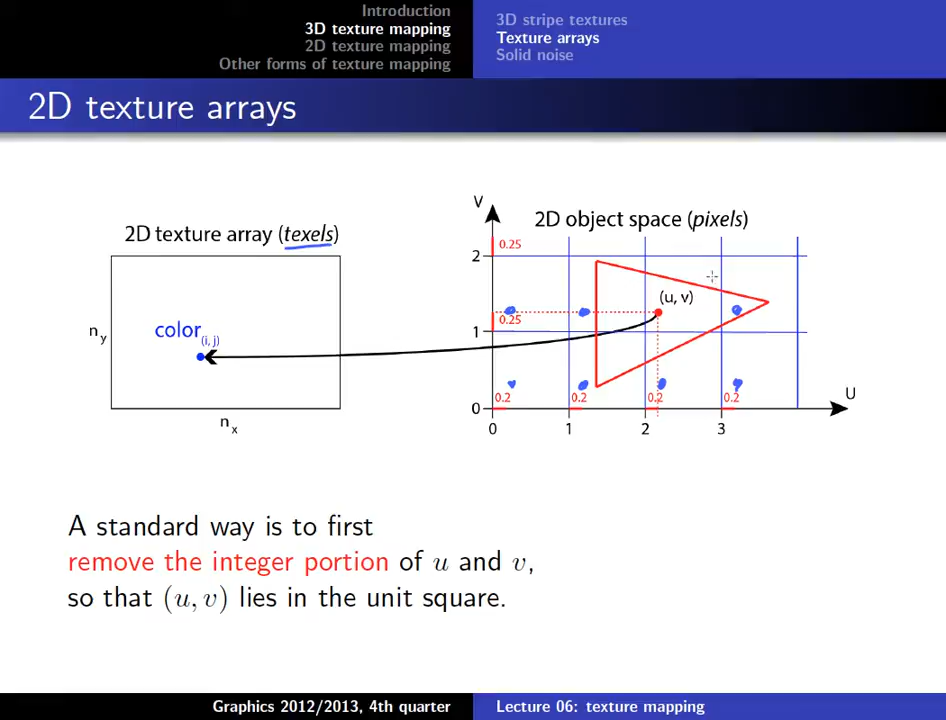 Introduction
3D texture mapping
2D texture mapping
Other forms of texture mapping
3D stripe textures
Texture arrays
Solid noise
2D texture arrays
2D texture array (texels)
n_y
color_(i, j)
n_x
V
2D object space (pixels)
0.25
2
(u, v)
0.25
1
0.2 0.2 0.2 0.2
0
U
0 1 2 3
A standard way is to first
remove the integer portion of u and v,
so that (u, v) lies in the unit square.
Graphics 2012/2013, 4th quarter
Lecture 06: texture mapping